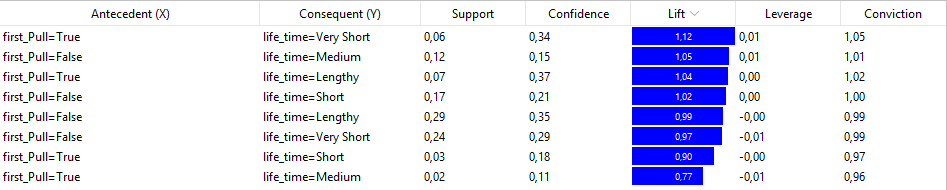 Antecedent (X) Consequent (Y) Support Confidence Lift Leverage Conviction
first_Pull=True life_time=Very Short 0,06 0,34 1,12 0,01 1,05
first_Pull=False life_time=Medium 0,12 0,15 1,05 0,01 1,01
first_Pull=True life_time=Lengthy 0,07 0,37 1,04 0,00 1,02
first_Pull=False life_time=Short 0,17 0,21 1,02 0,00 1,00
first_Pull=False life_time=Lengthy 0,29 0,35 0,99 -0,00 0,99
first_Pull=False life_time=Very Short 0,24 0,29 0,97 -0,01 0,99
first_Pull=True life_time=Short 0,03 0,18 0,90 -0,00 0,97
first_Pull=True life_time=Medium 0,02 0,11 0,77 -0,01 0,96